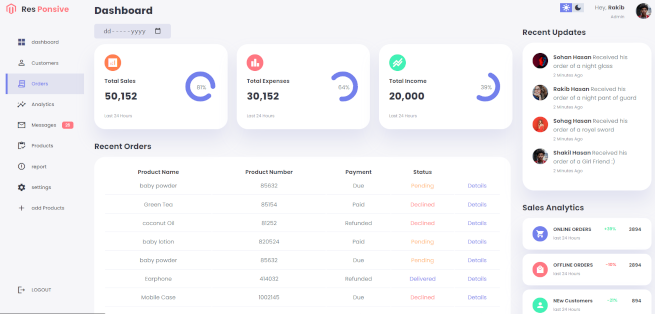 Res Ponsive
dashboard
Customers
Orders
Analytics
Messages
Products
report
settings
add Products
LOGOUT
Dashboard
dd-----yyyy
Total Sales
50,152
81%
Last 24 Hours
Total Expenses
30,152
64%
Last 24 Hours
Total Income
20,000
38%
Last 24 Hours
Recent Orders
Product Name Product Number Payment Status
baby powder 85632 Due Pending Details
Green Tea 85154 Paid Declined Details
coconut Oil 81252 Refunded Declined Details
baby lotion 820524 Paid Pending Details
baby powder 85632 Due Pending Details
Earphone 414032 Refunded Delivered Details
Mobile Case 1002145 Due Declined Details
Hey, Rakib
Admin
Recent Updates
Sohan Hasan Received his
order of a night glass
2 Minutes Ago
Rakib Hasan Received his
order of a night pant of guard
2 Minutes Ago
Sohag Hasan Received his
order of a royel sword
2 Minutes Ago
Shakil Hasan Received his
order of a Girl Friend :)
2 Minutes Ago
Sales Analytics
ONLINE ORDERS 3894
last 24 Hours
OFFLINE ORDERS 3894
last 24 Hours
NEw Customers 894
last 24 Hours